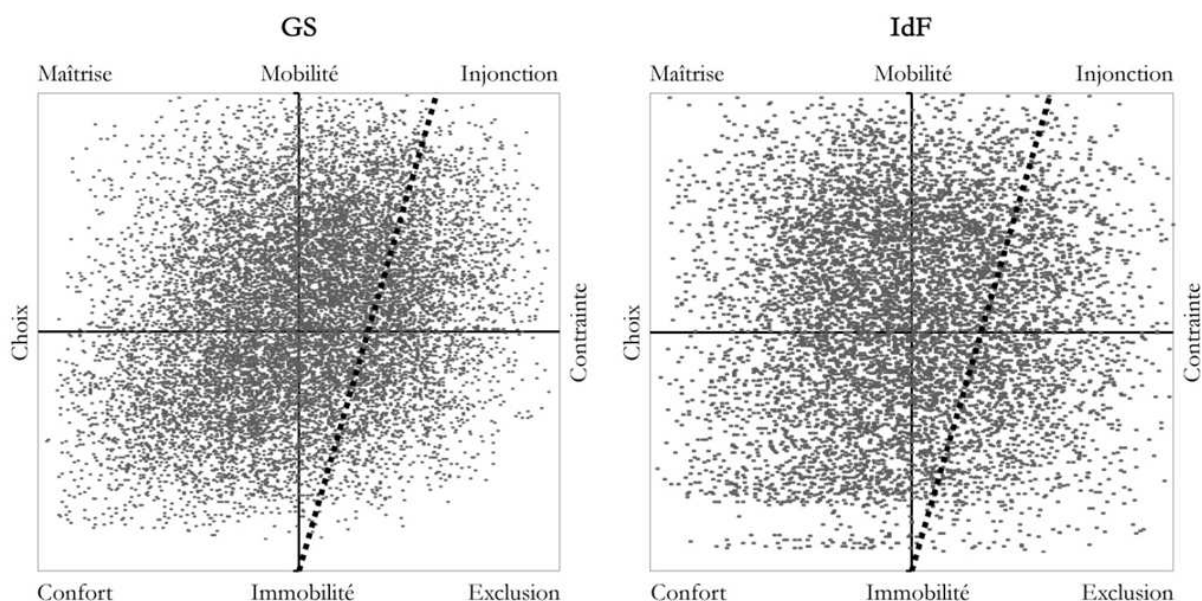 GS
Maîtrise Mobilité Injonction
Choix
Contrainte
Confort Immobilité Exclusion
IdF
Maîtrise Mobilité Injonction
Choix
Contrainte
Confort Immobilité Exclusion